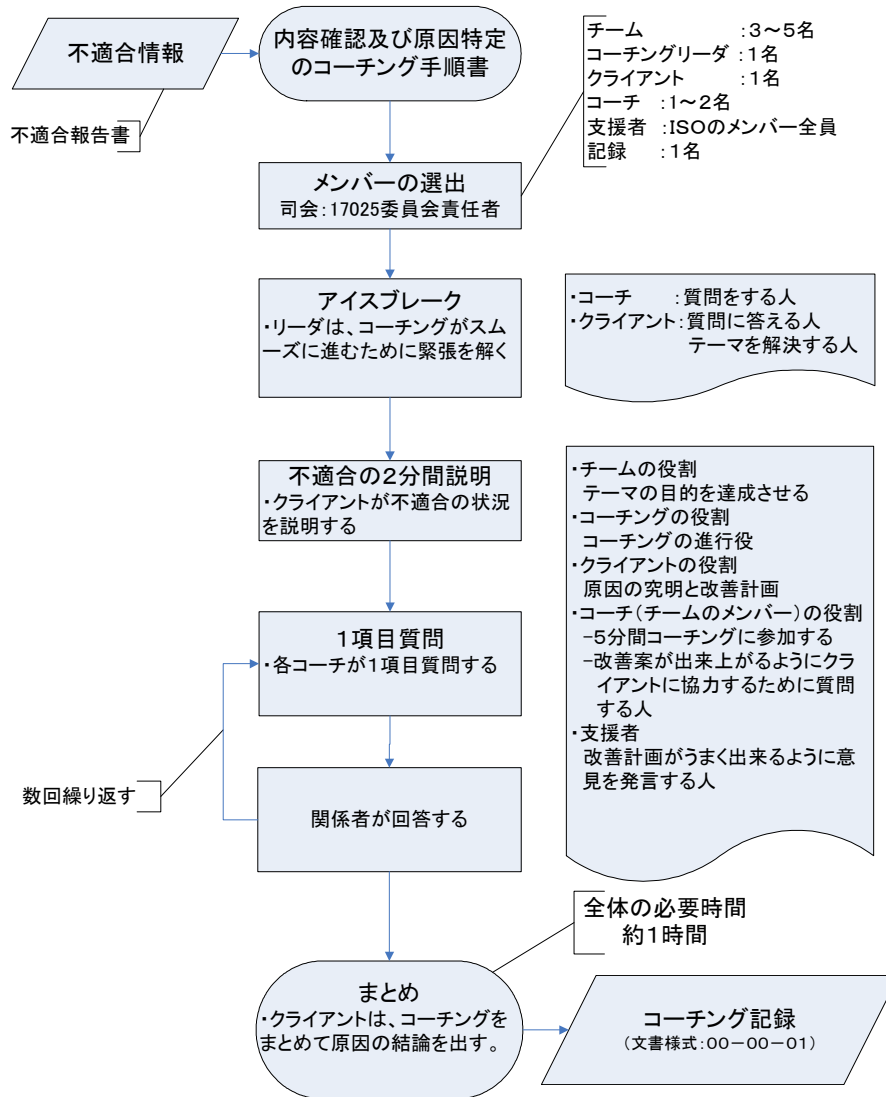 不適合情報
内容確認及び原因特定
のコーチング手順書
不適合報告書
チーム　　　　　:3~5名
コーチングリーダ:1名
クライアント　　　:1名
コーチ　:1~2名
支援者 :ISOのメンバー全員
記録　　:1名
メンバーの選出
司会:17025委員会責任者
アイスブレーク
・リーダは、コーチングがスム
ーズに進むために緊張を解く
・コーチ　　　:質問をする人
・クライアント:質問に答える人
テーマを解決する人
不適合の2分間説明
・クライアントが不適合の状況
を説明する
・チームの役割
テーマの目的を達成させる
・コーチングの役割
コーチングの進行役
・クライアントの役割
原因の究明と改善計画
・コーチ(チームのメンバー)の役割
-5分間コーチングに参加する
-改善案が出来上がるようにクラ
イアントに協力するために質問
する人
・支援者
改善計画がうまく出来るように意
見を発言する人
1項目質問
・各コーチが1項目質問する
数回繰り返す
関係者が回答する
全体の必要時間
約1時間
まとめ
・クライアントは、コーチングを
まとめて原因の結論を出す。
コーチング記録
(文書様式:00-00-01)